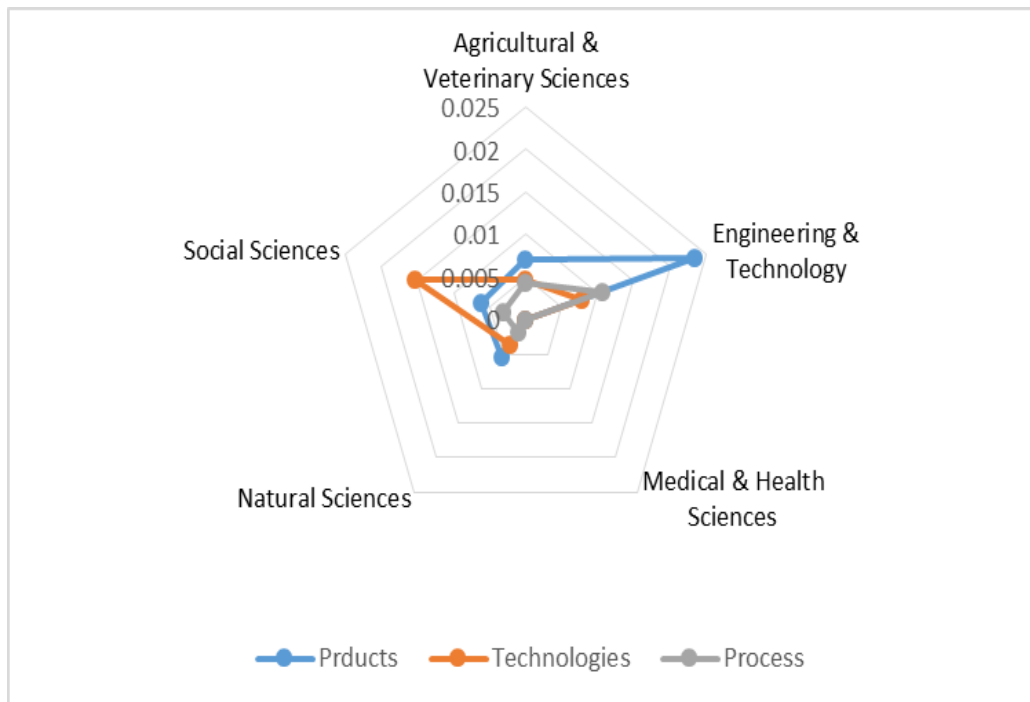 Agricultural &
Veterinary Sciences
0.025
0.02
0.015
0.01
0.005
0
Engineering &
Technology
Social Sciences
Natural Sciences
Medical & Health
Sciences
Prducts
Technologies
Process